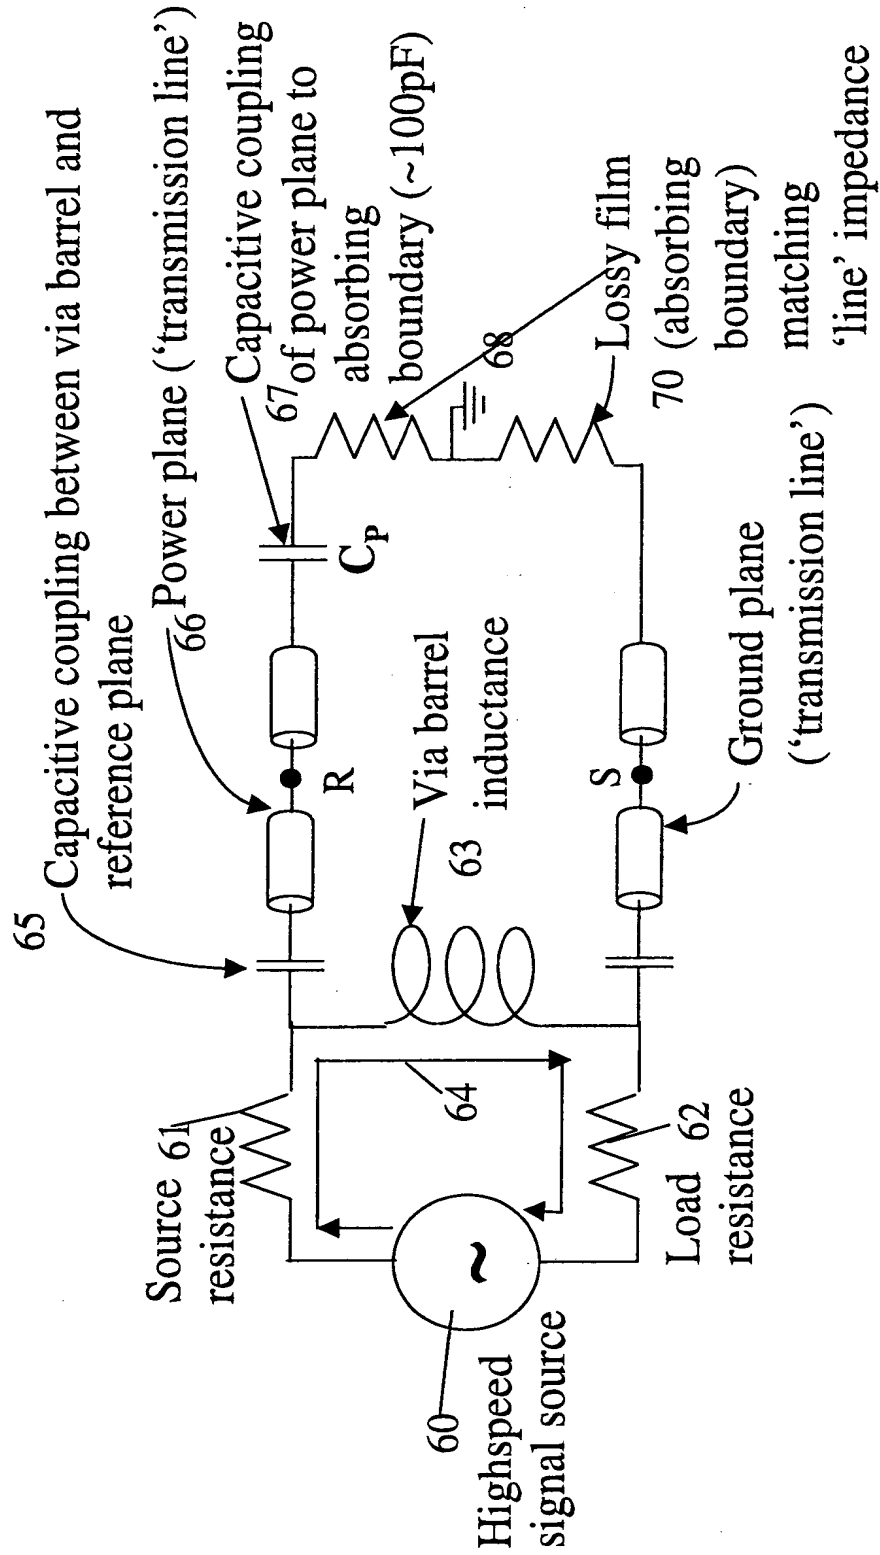 65
Capacitive coupling between via barrel and
reference plane
Power plane ('transmission line')
66
Capacitive coupling
67 of power plane to
absorbing
boundary (~100pF)
Source 61
resistance
C_P
R
68
Via barrel
inductance
63
64
60
Highspeed
signal source
~
S
Lossy film
70 (absorbing
boundary)
matching
'line' impedance
Load 62
resistance
Ground plane
('transmission line')